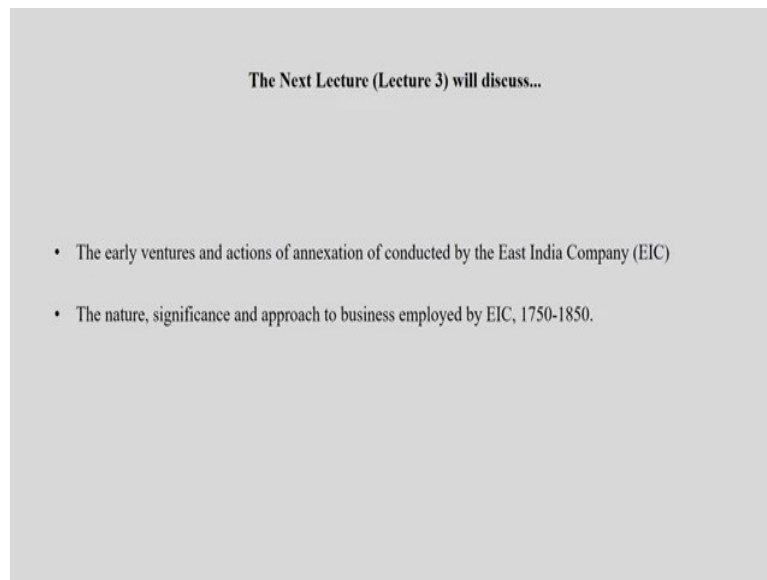 The Next Lecture (Lecture 3) will discuss...
• The early ventures and actions of annexation of conducted by the East India Company (EIC)
• The nature, significance and approach to business employed by EIC, 1750-1850.